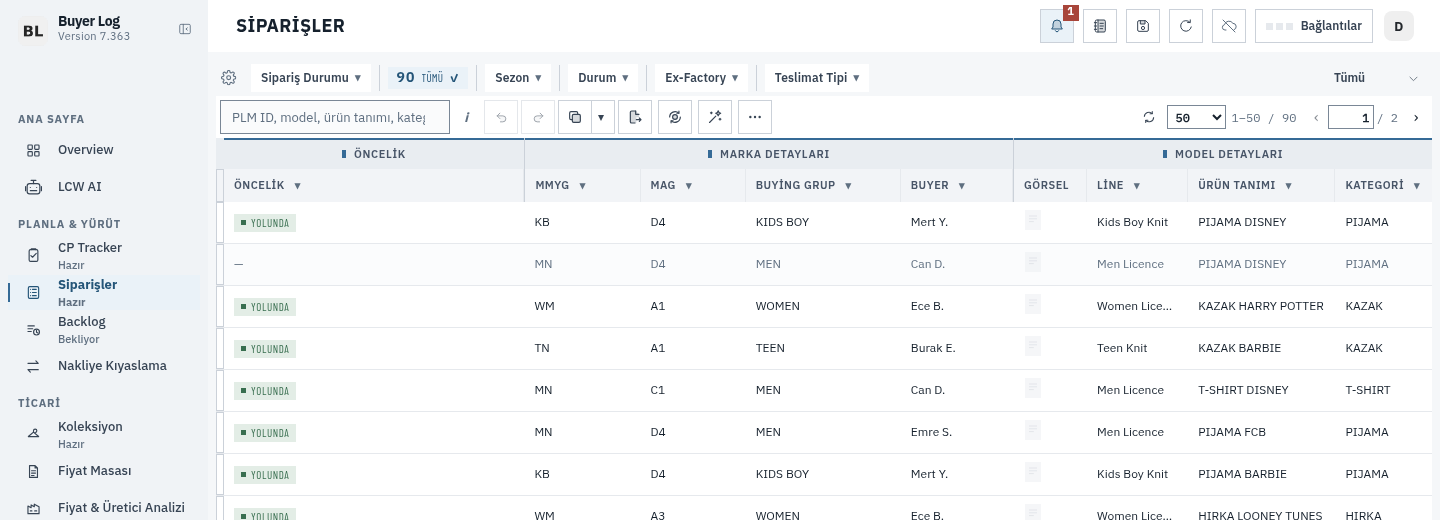 BL
Buyer Log
Version 7.363
ANA SAYFA
Overview
LCW AI
PLANLA & YÜRÜT
CP Tracker
Hazır
Siparişler
Hazır
Backlog
Bekliyor
Nakliye Kıyaslama
TİCARİ
Koleksiyon
Hazır
Fiyat Masası
Fiyat & Üretici Analizi
SİPARİŞLER
1
Bağlantılar
D
Sipariş Durumu ▾
90 TÜMÜ ✓
Sezon ▾
Durum ▾
Ex-Factory ▾
Teslimat Tipi ▾
Tümü
PLM ID, model, ürün tanımı, kateg
i
50
1–50 / 90
‹ 1 / 2 ›
ÖNCELİK MARKA DETAYLARI MODEL DETAYLARI
ÖNCELİK ▼ MMYG ▼ MAG ▼ BUYİNG GRUP ▼ BUYER ▼ GÖRSEL LİNE ▼ ÜRÜN TANIMI ▼ KATEGORİ ▼
YOLUNDA KB D4 KIDS BOY Mert Y. Kids Boy Knit PIJAMA DISNEY PIJAMA
— MN D4 MEN Can D. Men Licence PIJAMA DISNEY PIJAMA
YOLUNDA WM A1 WOMEN Ece B. Women Lice... KAZAK HARRY POTTER KAZAK
YOLUNDA TN A1 TEEN Burak E. Teen Knit KAZAK BARBIE KAZAK
YOLUNDA MN C1 MEN Can D. Men Licence T-SHIRT DISNEY T-SHIRT
YOLUNDA MN D4 MEN Emre S. Men Licence PIJAMA FCB PIJAMA
YOLUNDA KB D4 KIDS BOY Mert Y. Kids Boy Knit PIJAMA BARBIE PIJAMA
YOLUNDA WM A3 WOMEN Ece B. Women Lice... HIRKA LOONEY TUNES HIRKA